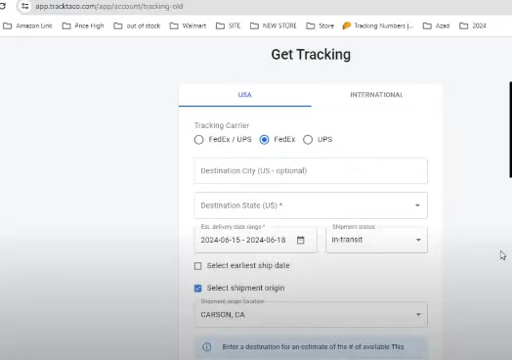 app.tracktaco.com/app/account/tracking-old
Amazon Link Price High out of stock Walmart SITE NEW STORE Store Tracking Numbers |... Azad 2024
Get Tracking
USA INTERNATIONAL
Tracking Carrier
FedEx / UPS FedEx UPS
Destination City (US - optional)
Destination State (US) *
Est. delivery date range * Shipment status
2024-06-15 - 2024-06-18 in-transit
Select earliest ship date
Select shipment origin
Shipment origin location
CARSON, CA
Enter a destination for an estimate of the # of available TNs